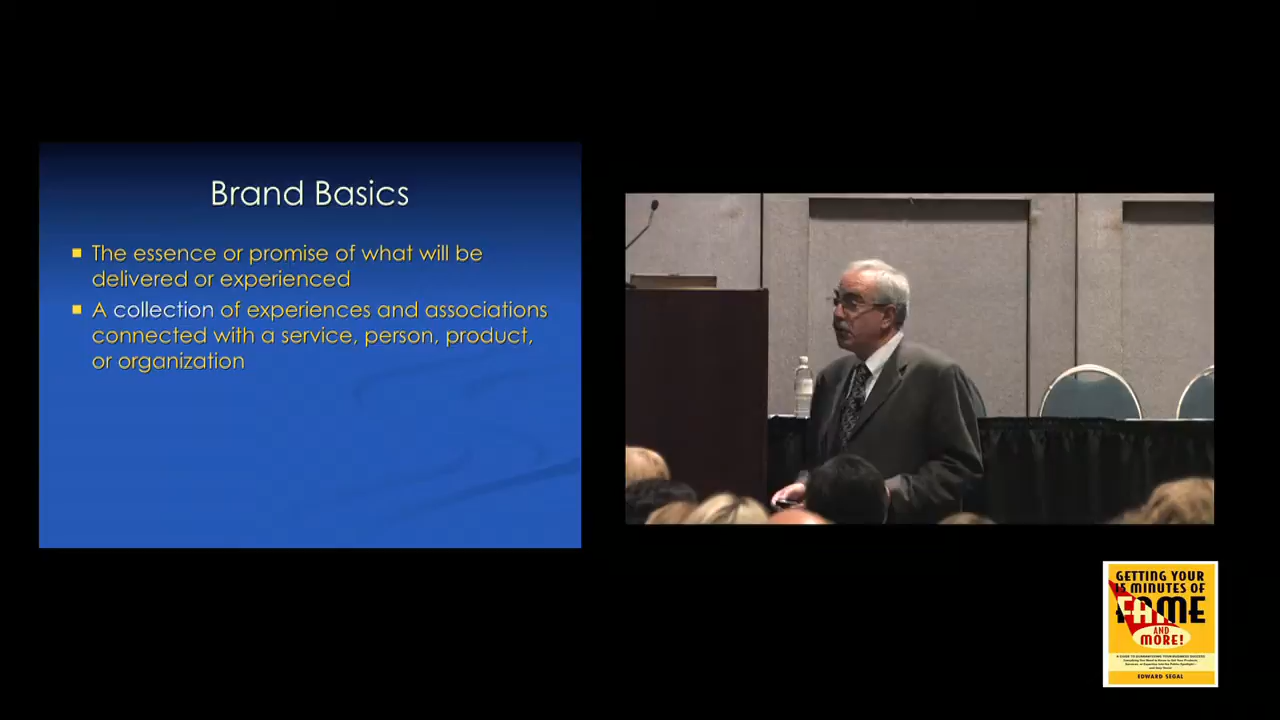 Brand Basics
The essence or promise of what will be
delivered or experienced
A collection of experiences and associations
connected with a service, person, product,
or organization
GETTING YOUR
15 MINUTES OF
FAME
AND
MORE!
EDWARD SEGAL